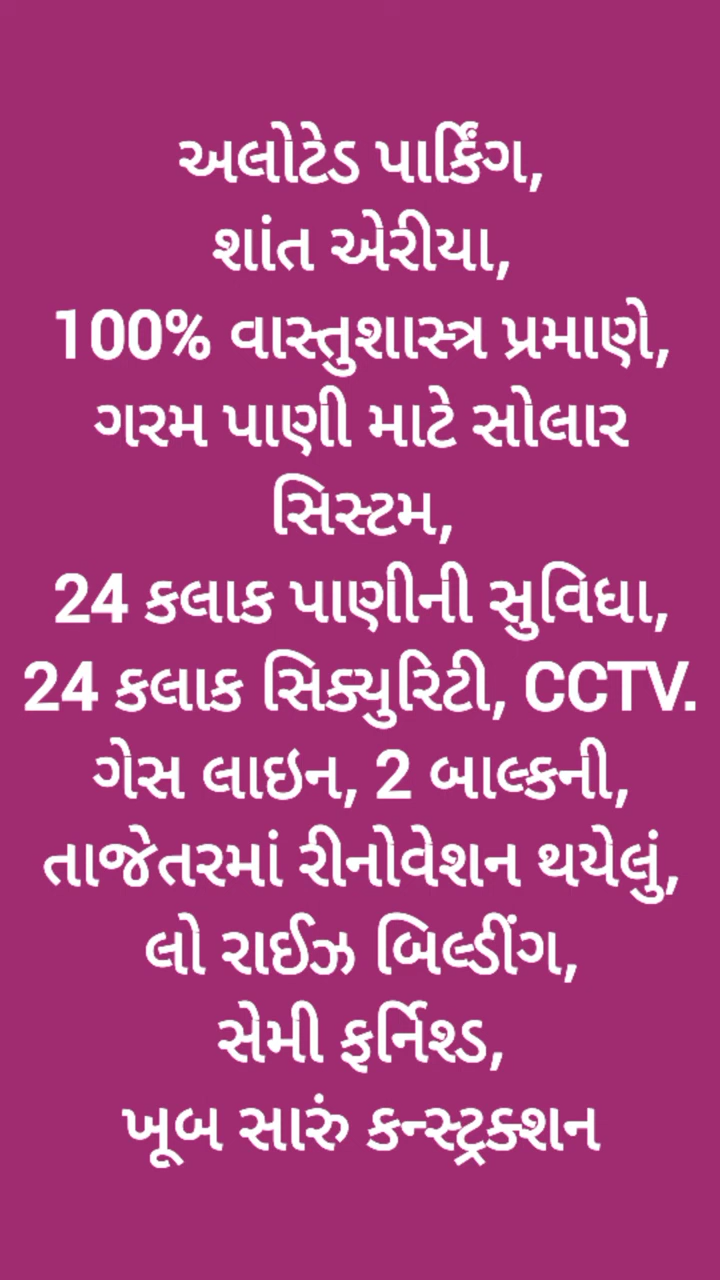 અલોટેડ પાર્કિંગ,
શાંત એરીયા,
100% વાસ્તુશાસ્ત્ર પ્રમાણે,
ગરમ પાણી માટે સોલાર
સિસ્ટમ,
24 કલાક પાણીની સુવિધા,
24 કલાક સિક્યુરિટી, CCTV.
ગેસ લાઇન, 2 બાલ્કની,
તાજેતરમાં રીનોવેશન થયેલું,
લો રાઈઝ બિલ્ડીંગ,
સેમી ફર્નિશ્ડ,
ખૂબ સારું કન્સ્ટ્રક્શન